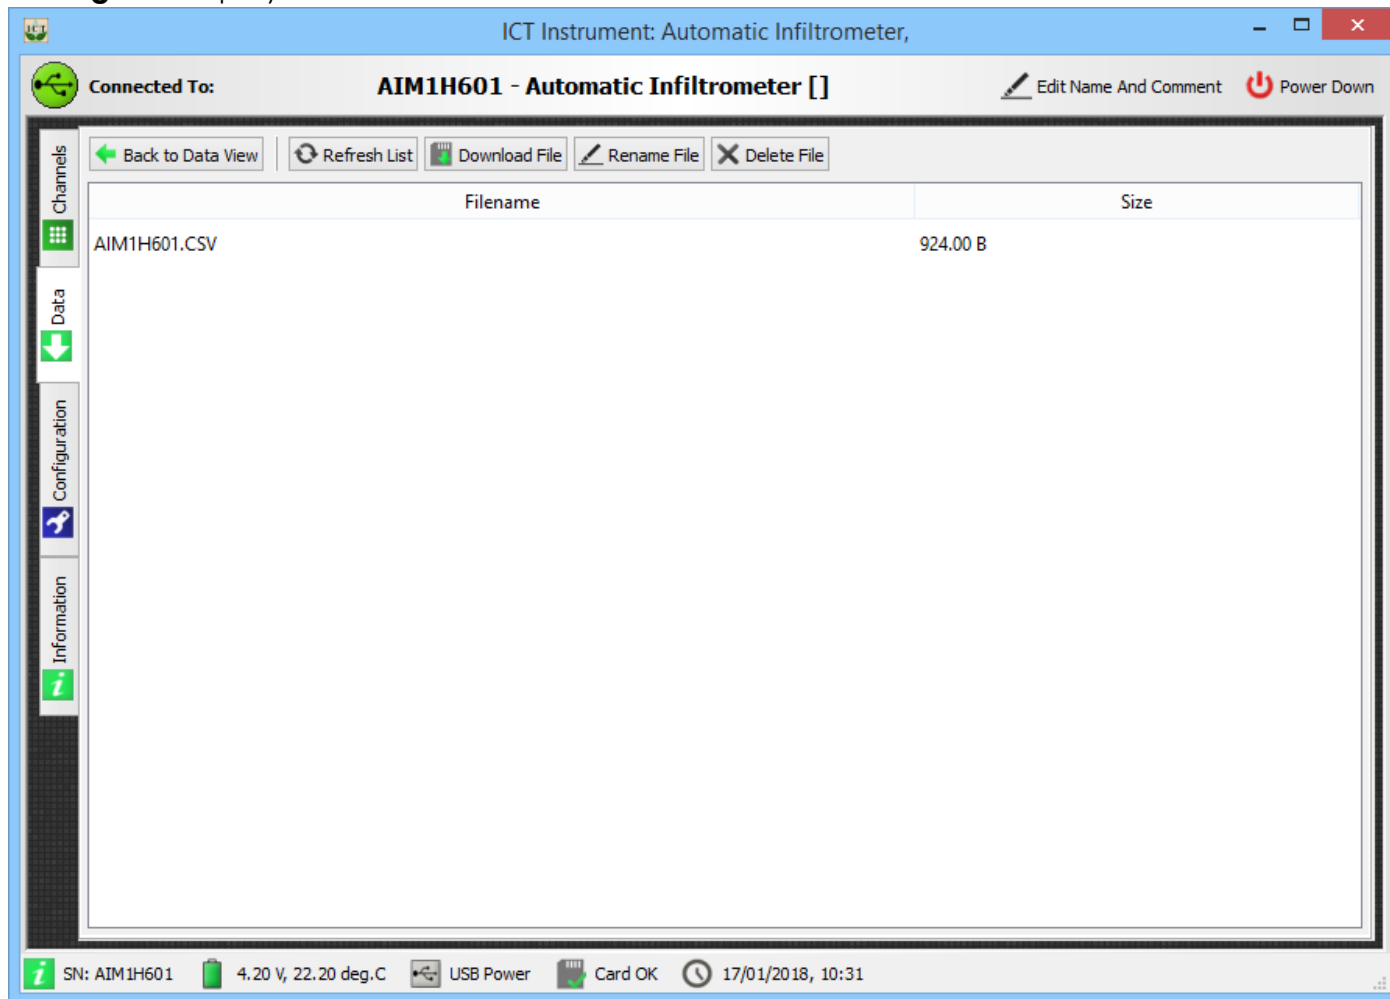 ICT Instrument: Automatic Infiltrometer,
Connected To: AIM1H601 - Automatic Infiltrometer [] Edit Name And Comment Power Down
Back to Data View Refresh List Download File Rename File Delete File
Filename Size
AIM1H601.CSV 924.00 B
Channels
Data
Configuration
Information
SN: AIM1H601 4.20 V, 22.20 deg.C USB Power Card OK 17/01/2018, 10:31